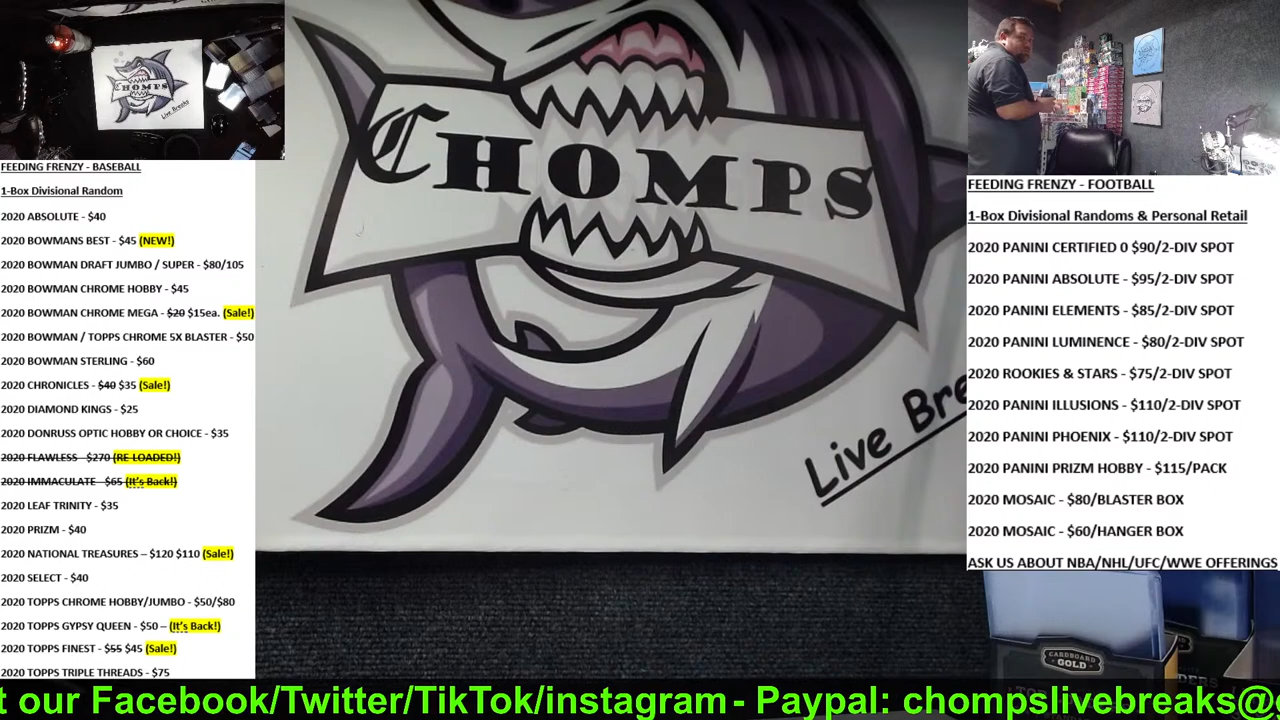 CHOMPS
Live Breaks
FEEDING FRENZY - BASEBALL
1-Box Divisional Random
2020 ABSOLUTE - $40
2020 BOWMANS BEST - $45 (NEW!)
2020 BOWMAN DRAFT JUMBO / SUPER - $80/105
2020 BOWMAN CHROME HOBBY - $45
2020 BOWMAN CHROME MEGA - $20 $15ea. (Sale!)
2020 BOWMAN / TOPPS CHROME 5X BLASTER - $50
2020 BOWMAN STERLING - $60
2020 CHRONICLES - $40 $35 (Sale!)
2020 DIAMOND KINGS - $25
2020 DONRUSS OPTIC HOBBY OR CHOICE - $35
2020 FLAWLESS - $270 (RE LOADED!)
2020 IMMACULATE - $65 (It's Back!)
2020 LEAF TRINITY - $35
2020 PRIZM - $40
2020 NATIONAL TREASURES – $120 $110 (Sale!)
2020 SELECT - $40
2020 TOPPS CHROME HOBBY/JUMBO - $50/$80
2020 TOPPS GYPSY QUEEN - $50 – (It's Back!)
2020 TOPPS FINEST - $55 $45 (Sale!)
2020 TOPPS TRIPLE THREADS - $75
CHOMPS
Live Bre
FEEDING FRENZY - FOOTBALL
1-Box Divisional Randoms & Personal Retail
2020 PANINI CERTIFIED 0 $90/2-DIV SPOT
2020 PANINI ABSOLUTE - $95/2-DIV SPOT
2020 PANINI ELEMENTS - $85/2-DIV SPOT
2020 PANINI LUMINENCE - $80/2-DIV SPOT
2020 ROOKIES & STARS - $75/2-DIV SPOT
2020 PANINI ILLUSIONS - $110/2-DIV SPOT
2020 PANINI PHOENIX - $110/2-DIV SPOT
2020 PANINI PRIZM HOBBY - $115/PACK
2020 MOSAIC - $80/BLASTER BOX
2020 MOSAIC - $60/HANGER BOX
ASK US ABOUT NBA/NHL/UFC/WWE OFFERINGS
CARDBOARD
GOLD
t our Facebook/Twitter/TikTok/instagram - Paypal: chompslivebreaks@